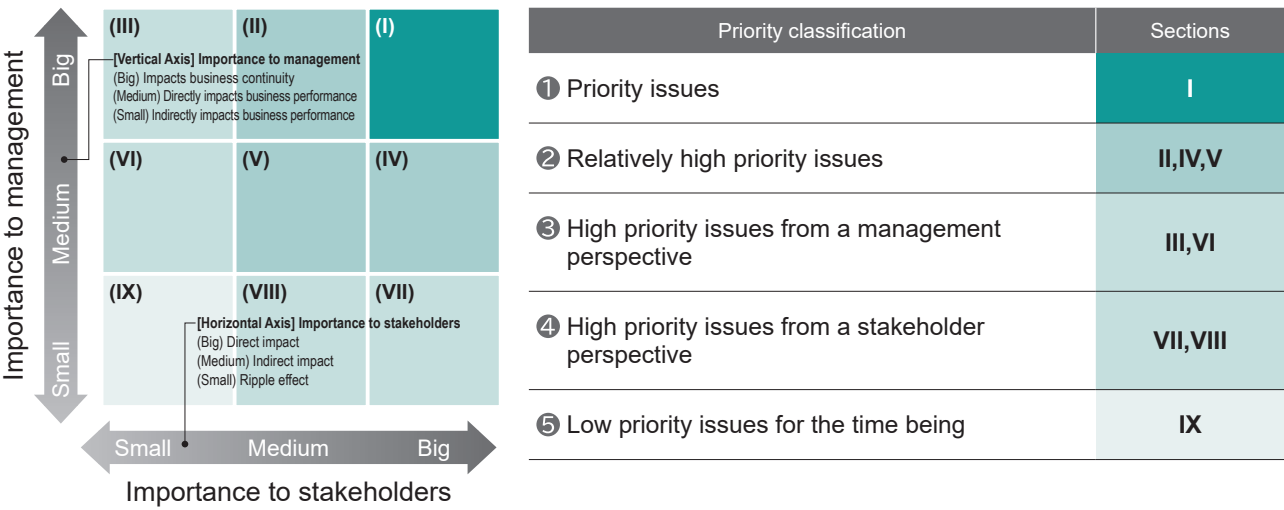 Importance to management
Big
Medium
Small
(III)
(II)
(I)
[Vertical Axis] Importance to management
(Big) Impacts business continuity
(Medium) Directly impacts business performance
(Small) Indirectly impacts business performance
(VI)
(V)
(IV)
(IX)
(VIII)
(VII)
[Horizontal Axis] Importance to stakeholders
(Big) Direct impact
(Medium) Indirect impact
(Small) Ripple effect
Small
Medium
Big
Importance to stakeholders
Priority classification
Sections
❶ Priority issues
I
❷ Relatively high priority issues
II,IV,V
❸ High priority issues from a management
perspective
III,VI
❹ High priority issues from a stakeholder
perspective
VII,VIII
❺ Low priority issues for the time being
IX